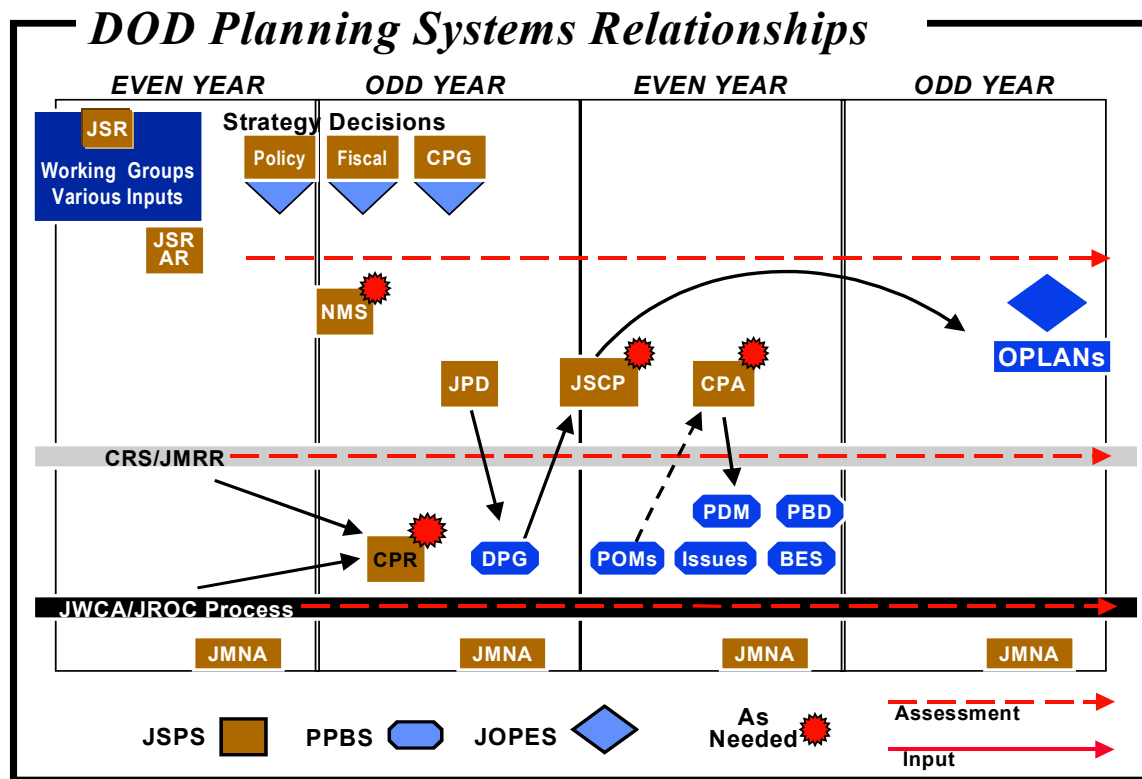 DOD Planning Systems Relationships
EVEN YEAR
ODD YEAR
EVEN YEAR
ODD YEAR
JSR
Working Groups
Various Inputs
Strategy Decisions
Policy
Fiscal
CPG
JSR
AR
NMS
OPLANs
JPD
JSCP
CPA
CRS/JMRR
PDM
PBD
CPR
DPG
POMs
Issues
BES
JWCA/JROC Process
JMNA
JMNA
JMNA
JMNA
JSPS
PPBS
JOPES
As
Needed
Assessment
Input